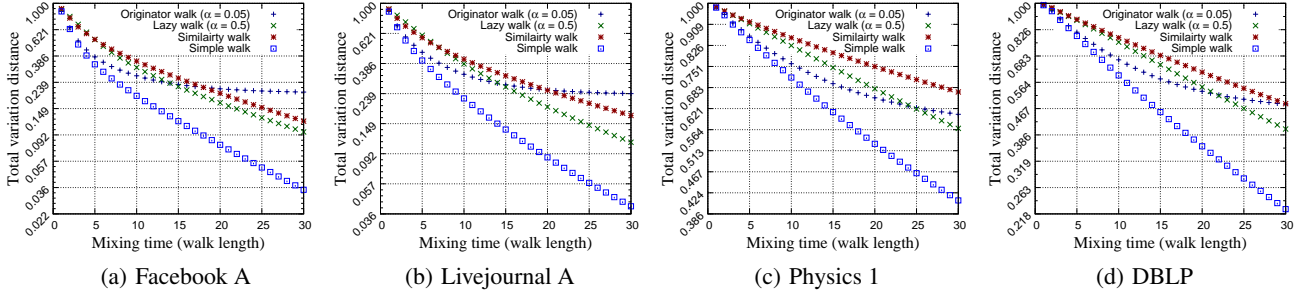 Total variation distance
1.000
0.621
0.386
0.239
0.149
0.092
0.057
0.036
0.022
Originator walk (α = 0.05)
Lazy walk (α = 0.5)
Similairty walk
Simple walk
0 5 10 15 20 25 30
Mixing time (walk length)
(a) Facebook A
Total variation distance
1.000
0.621
0.386
0.239
0.149
0.092
0.057
0.036
Originator walk (α = 0.05)
Lazy walk (α = 0.5)
Similairty walk
Simple walk
0 5 10 15 20 25 30
Mixing time (walk length)
(b) Livejournal A
Total variation distance
1.000
0.909
0.826
0.751
0.683
0.621
0.564
0.513
0.467
0.424
0.386
Originator walk (α = 0.05)
Lazy walk (α = 0.5)
Similairty walk
Simple walk
0 5 10 15 20 25 30
Mixing time (walk length)
(c) Physics 1
Total variation distance
1.000
0.826
0.683
0.564
0.467
0.386
0.319
0.263
0.218
Originator walk (α = 0.05)
Lazy walk (α = 0.5)
Similairty walk
Simple walk
0 5 10 15 20 25 30
Mixing time (walk length)
(d) DBLP